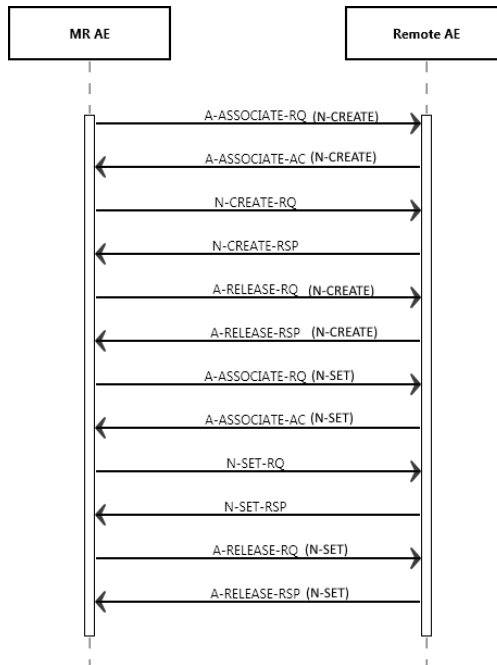 MR AE
Remote AE
A-ASSOCIATE-RQ (N-CREATE)
A-ASSOCIATE-AC (N-CREATE)
N-CREATE-RQ
N-CREATE-RSP
A-RELEASE-RQ (N-CREATE)
A-RELEASE-RSP (N-CREATE)
A-ASSOCIATE-RQ (N-SET)
A-ASSOCIATE-AC (N-SET)
N-SET-RQ
N-SET-RSP
A-RELEASE-RQ (N-SET)
A-RELEASE-RSP (N-SET)